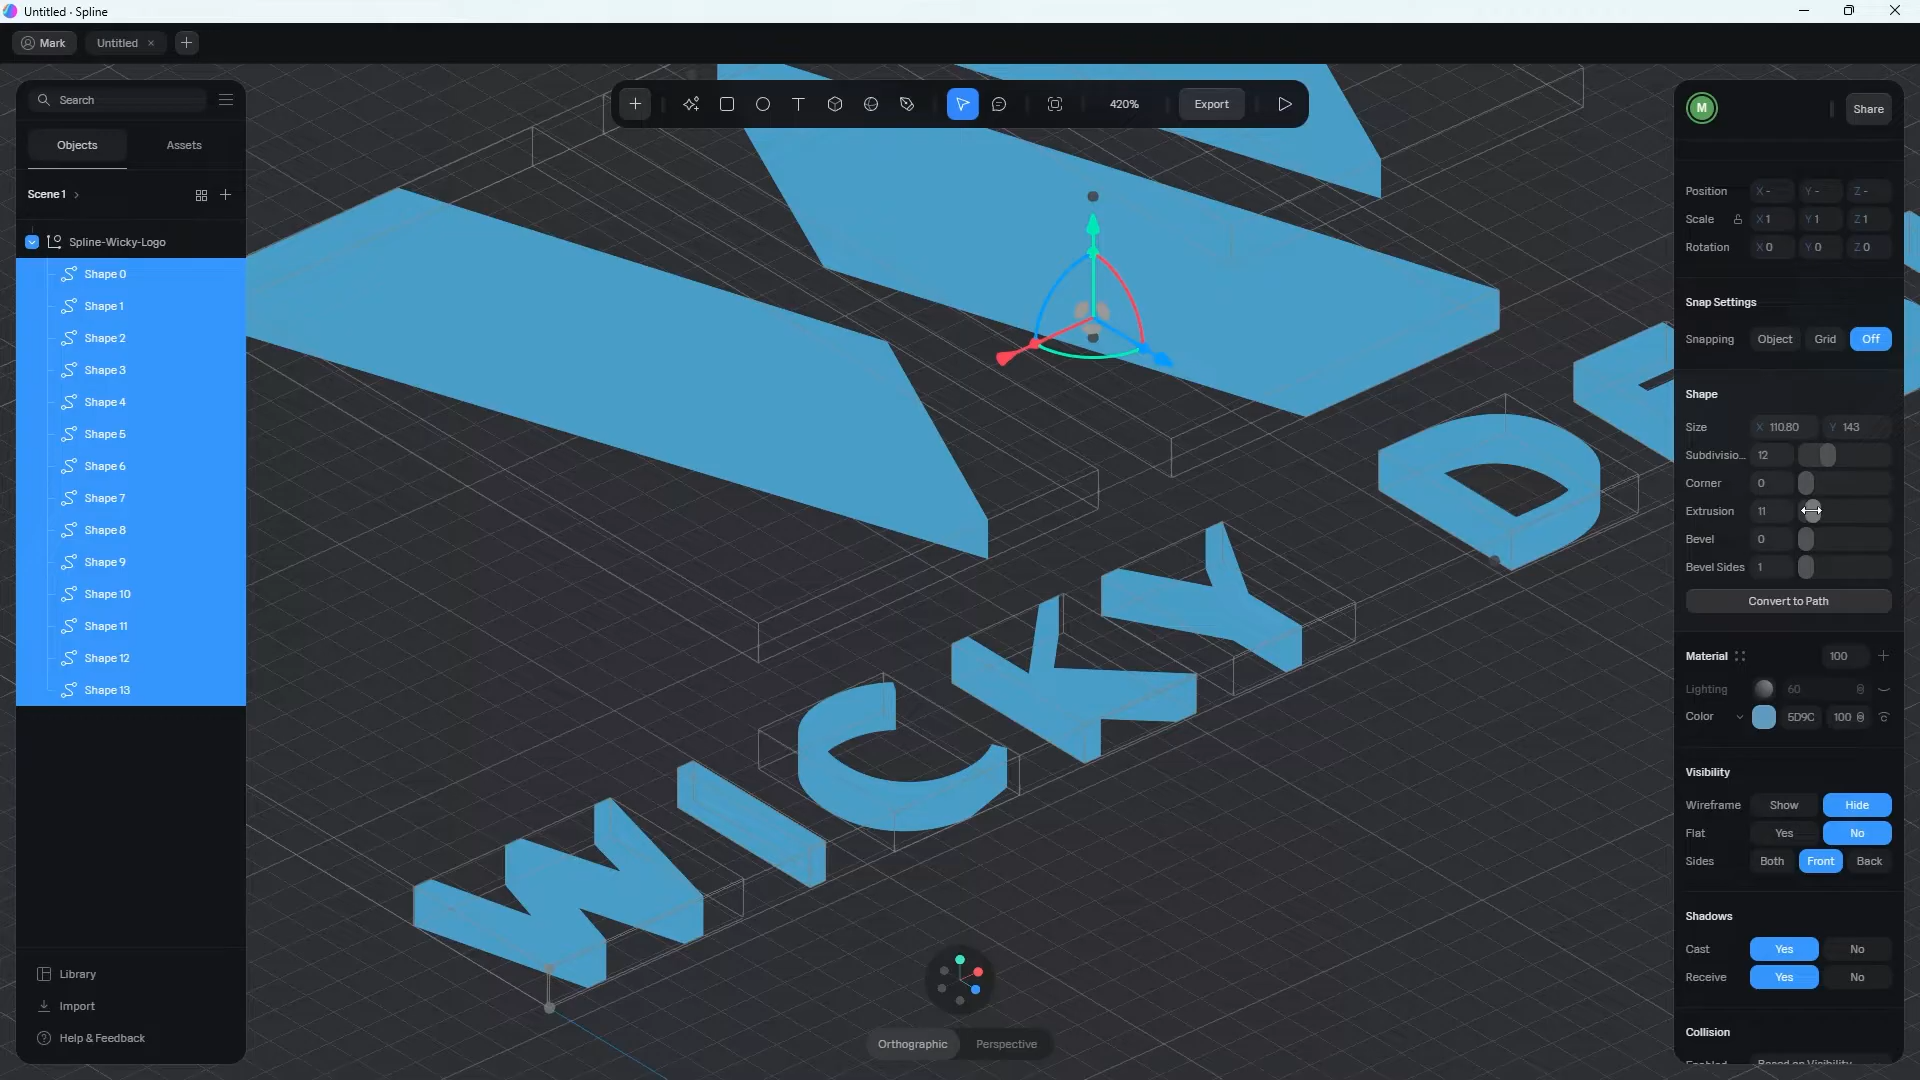 Untitled - Spline
Mark
Untitled
Search
Objects
Assets
Scene 1
Spline-Wicky-Logo
Shape 0
Shape 1
Shape 2
Shape 3
Shape 4
Shape 5
Shape 6
Shape 7
Shape 8
Shape 9
Shape 10
Shape 11
Shape 12
Shape 13
Library
Import
Help & Feedback
420%
Export
WICKY D
Orthographic
Perspective
M
Share
Position X - Y - Z -
Scale X 1 Y 1 Z 1
Rotation X 0 Y 0 Z 0
Snap Settings
Snapping Object Grid Off
Shape
Size X 110.80 Y 143
Subdivisio... 12
Corner 0
Extrusion 11
Bevel 0
Bevel Sides 1
Convert to Path
Material 100
Lighting 60
Color 5D9C 100
Visibility
Wireframe Show Hide
Flat Yes No
Sides Both Front Back
Shadows
Cast Yes No
Receive Yes No
Collision
Enabled Based on Visibility